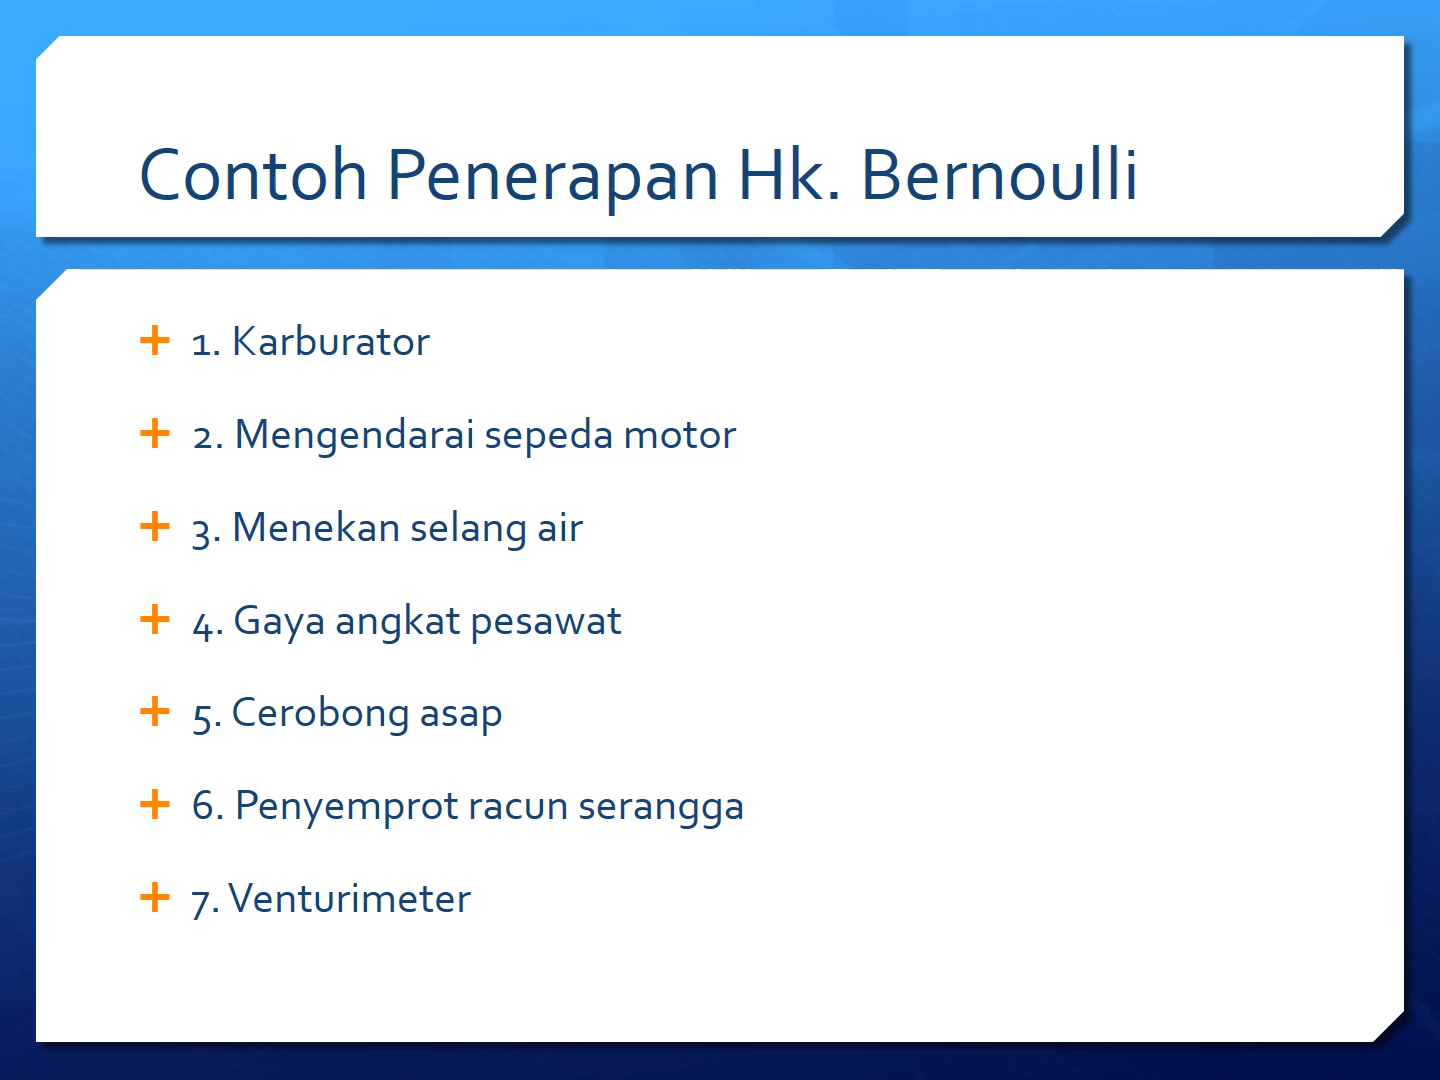 Contoh Penerapan Hk. Bernoulli
1. Karburator
2. Mengendarai sepeda motor
3. Menekan selang air
4. Gaya angkat pesawat
5. Cerobong asap
6. Penyemprot racun serangga
7. Venturimeter